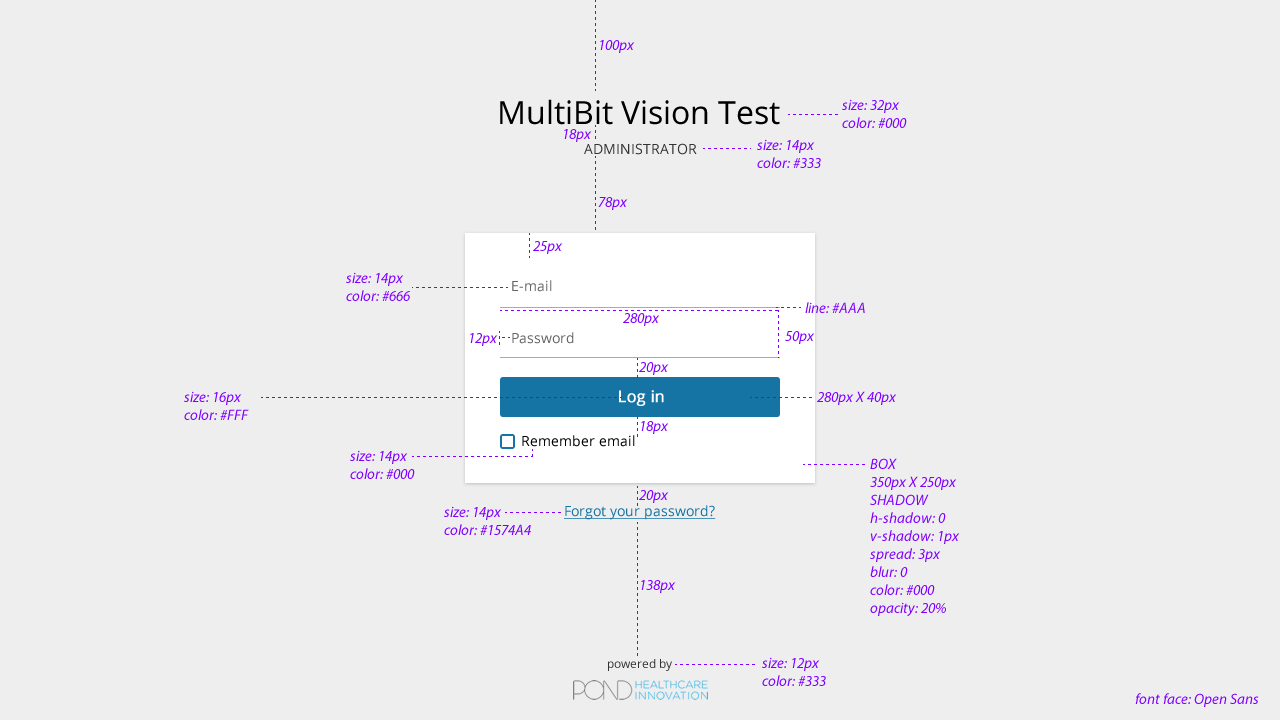 100px
MultiBit Vision Test
size: 32px
color: #000
18px
ADMINISTRATOR
size: 14px
color: #333
78px
25px
size: 14px
color: #666
E-mail
line: #AAA
280px
12px
Password
50px
20px
size: 16px
color: #FFF
Log in
280px X 40px
18px
Remember email
size: 14px
color: #000
BOX
350px X 250px
SHADOW
h-shadow: 0
v-shadow: 1px
spread: 3px
blur: 0
color: #000
opacity: 20%
20px
size: 14px
color: #1574A4
Forgot your password?
138px
powered by
size: 12px
color: #333
POND HEALTHCARE
INNOVATION
font face: Open Sans